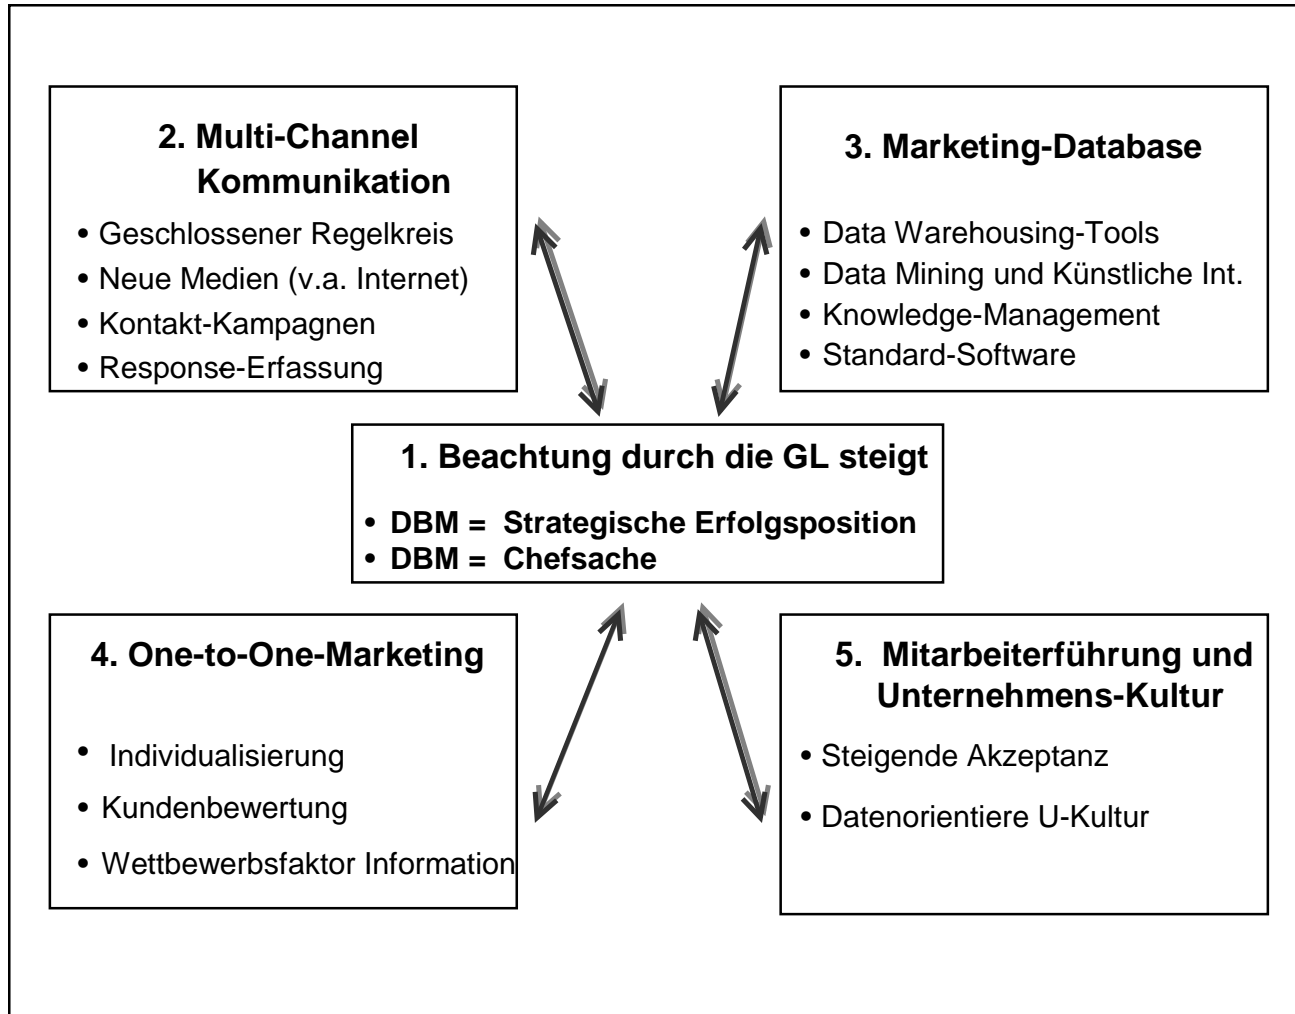 2. Multi-Channel
Kommunikation
• Geschlossener Regelkreis
• Neue Medien (v.a. Internet)
• Kontakt-Kampagnen
• Response-Erfassung
3. Marketing-Database
• Data Warehousing-Tools
• Data Mining und Künstliche Int.
• Knowledge-Management
• Standard-Software
1. Beachtung durch die GL steigt
• DBM = Strategische Erfolgsposition
• DBM = Chefsache
4. One-to-One-Marketing
• Individualisierung
• Kundenbewertung
• Wettbewerbsfaktor Information
5. Mitarbeiterführung und
Unternehmens-Kultur
• Steigende Akzeptanz
• Datenorientiere U-Kultur